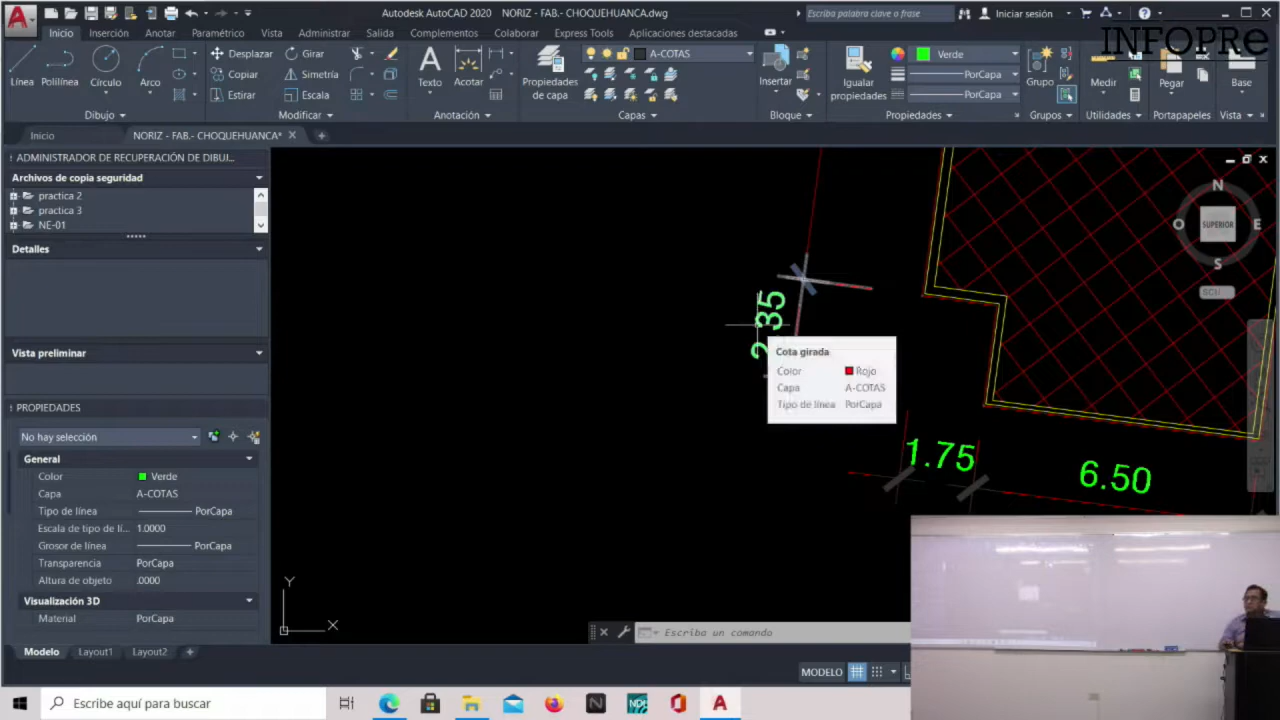 Autodesk AutoCAD 2020 NORIZ - FAB.- CHOQUEHUANCA.dwg
Escriba palabra clave o frase
Iniciar sesión
INFOPRe
Inicio Inserción Anotar Paramétrico Vista Administrar Salida Complementos Colaborar Express Tools Aplicaciones destacadas
Línea Polilínea Círculo Arco
Desplazar Girar
Copiar Simetría
Estirar Escala
Texto Acotar
Propiedades de capa
A-COTAS
Insertar
Igualar propiedades
Verde
PorCapa
PorCapa
Grupo
Medir
Pegar
Base
Dibujo Modificar Anotación Capas Bloque Propiedades Grupos Utilidades Portapapeles Vista
Inicio NORIZ - FAB.- CHOQUEHUANCA*
ADMINISTRADOR DE RECUPERACIÓN DE DIBU...
Archivos de copia seguridad
practica 2
practica 3
NE-01
Detalles
Vista preliminar
PROPIEDADES
No hay selección
General
Color Verde
Capa A-COTAS
Tipo de línea PorCapa
Escala de tipo de lí... 1.0000
Grosor de línea PorCapa
Transparencia PorCapa
Altura de objeto .0000
Visualización 3D
Material PorCapa
N
O SUPERIOR E
S
SCU
2.35
Cota girada
Color Rojo
Capa A-COTAS
Tipo de línea PorCapa
1.75
6.50
Y
X
Escriba un comando
Modelo Layout1 Layout2
MODELO
Escribe aquí para buscar